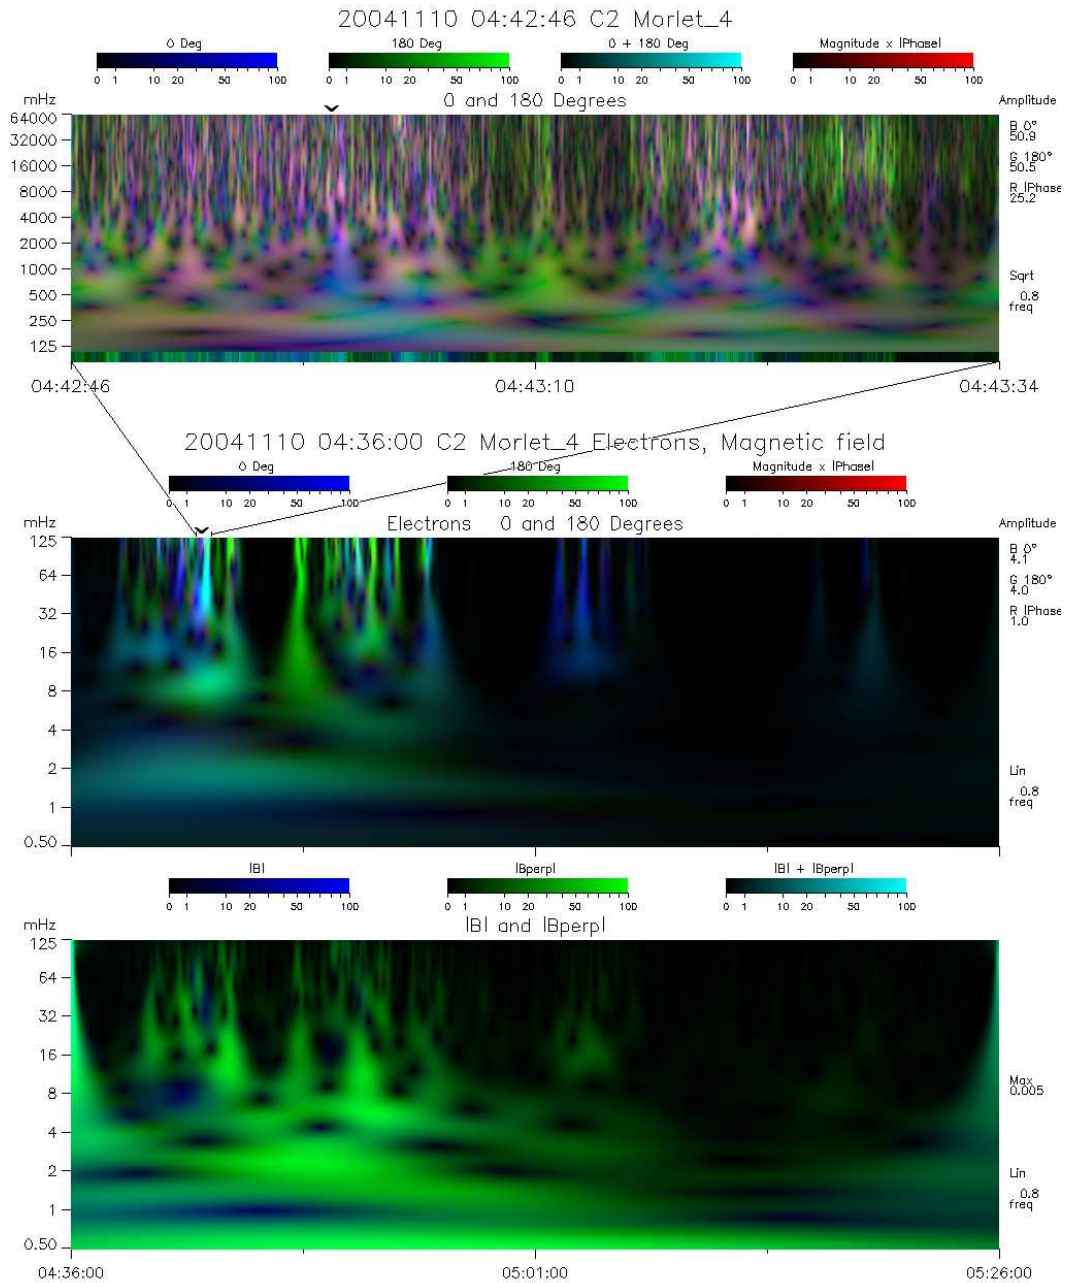 20041110 04:42:46 C2 Morlet_4
0 Deg 180 Deg 0 + 180 Deg Magnitude x |Phase|
0 1 10 20 50 100 0 1 10 20 50 100 0 1 10 20 50 100 0 1 10 20 50 100
mHz 0 and 180 Degrees Amplitude
64000
32000
16000
8000
4000
2000
1000
500
250
125
B 0°
50.9
G 180°
50.5
R |Phase
25.2
Sqrt
0.8
freq
04:42:46 04:43:10 04:43:34
20041110 04:36:00 C2 Morlet_4 Electrons, Magnetic field
0 Deg 180 Deg Magnitude x |Phase|
0 1 10 20 50 100 0 1 10 20 50 100 0 1 10 20 50 100
mHz Electrons 0 and 180 Degrees Amplitude
125
64
32
16
8
4
2
1
0.50
B 0°
4.1
G 180°
4.0
R |Phase
1.0
Lin
0.8
freq
|B| |Bperp| |B| + |Bperp|
0 1 10 20 50 100 0 1 10 20 50 100 0 1 10 20 50 100
mHz |B| and |Bperp|
125
64
32
16
8
4
2
1
0.50
Max
0.005
Lin
0.8
freq
04:36:00 05:01:00 05:26:00